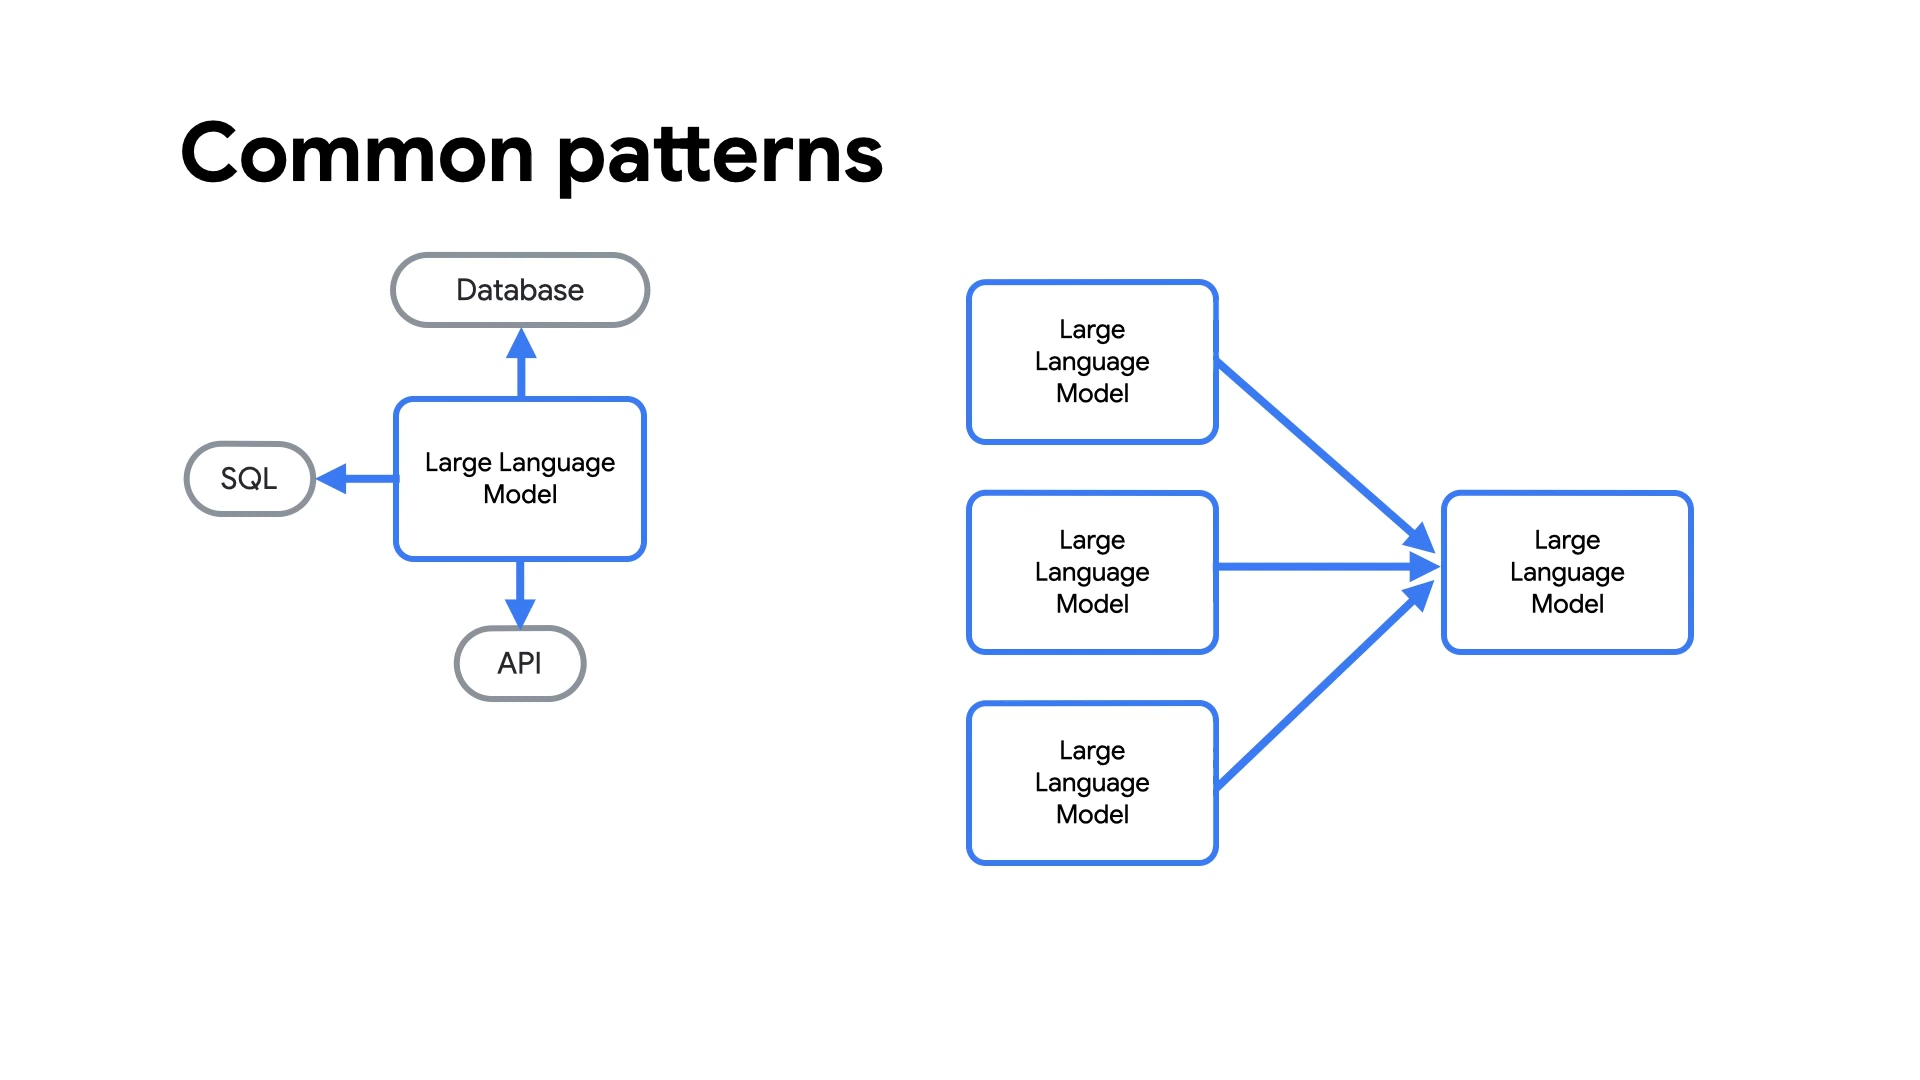 Common patterns
Database
SQL
Large Language
Model
API
Large
Language
Model
Large
Language
Model
Large
Language
Model
Large
Language
Model